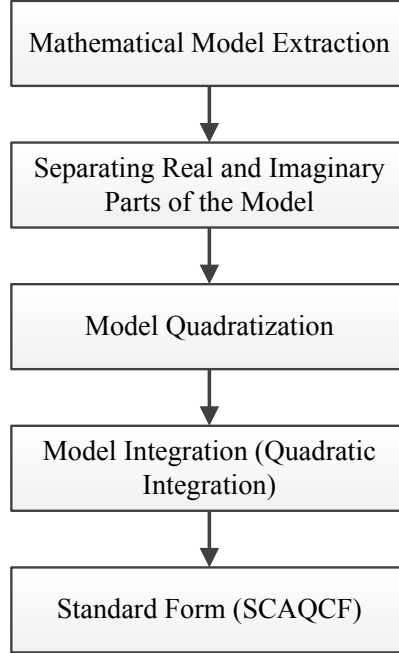 Mathematical Model Extraction
Separating Real and Imaginary
Parts of the Model
Model Quadratization
Model Integration (Quadratic
Integration)
Standard Form (SCAQCF)